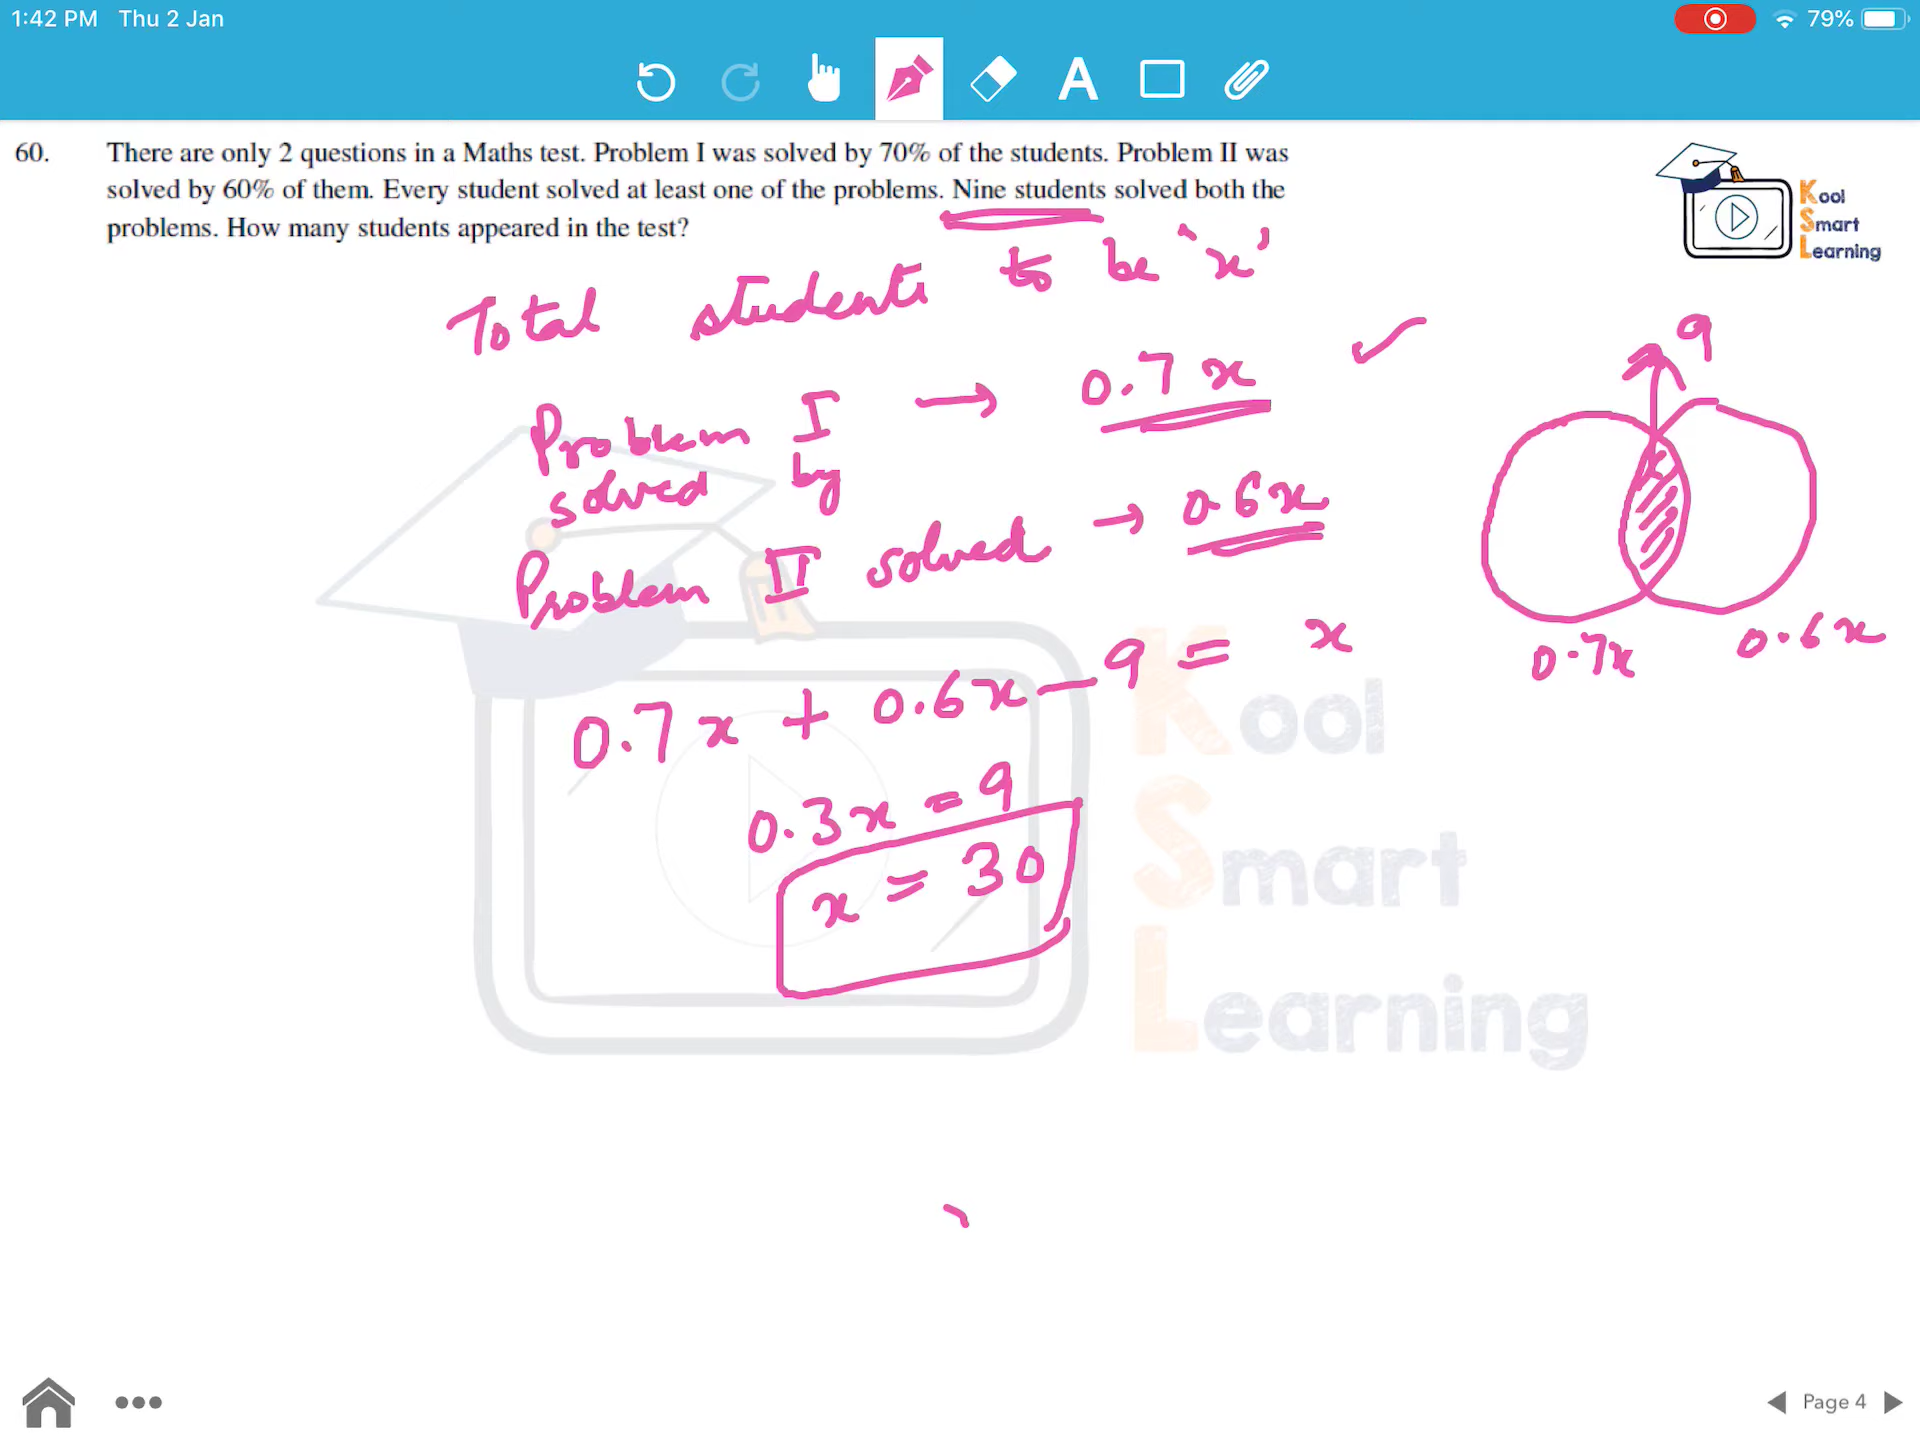 1:42 PM Thu 2 Jan
79%
A
60. There are only 2 questions in a Maths test. Problem I was solved by 70% of the students. Problem II was
solved by 60% of them. Every student solved at least one of the problems. Nine students solved both the
problems. How many students appeared in the test?
Kool
Smart
Learning
Total students to be 'x'
9
Problem I → 0.7x
solved by
Problem II solved → 0.6x
0.7x 0.6x
0.7x + 0.6x - 9 = x
0.3x = 9
x = 30
Kool
Smart
Learning
Page 4